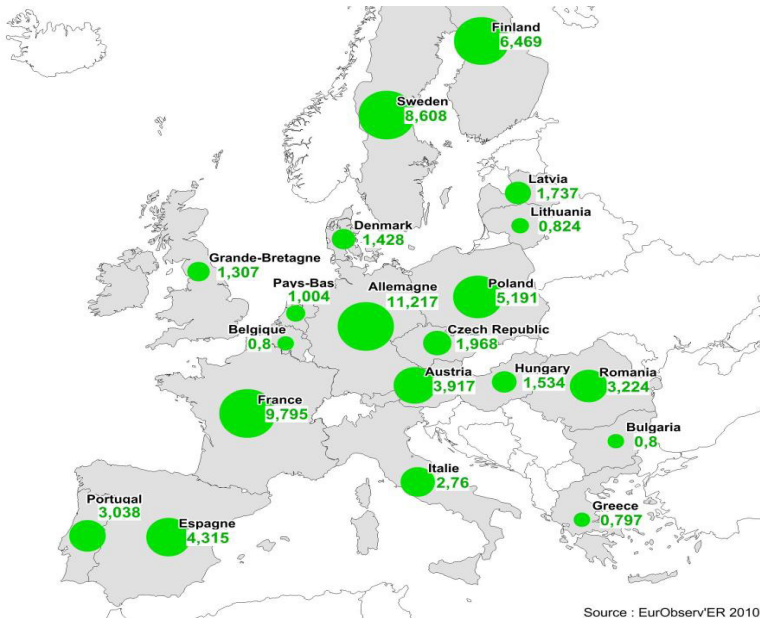 Finland
6,469
Sweden
8,608
Latvia
1,737
Lithuania
0,824
Denmark
1,428
Grande-Bretagne
1,307
Pays-Bas
1,004
Allemagne
11,217
Poland
5,191
Belgique
0,8
Czech Republic
1,968
Austria
3,917
Hungary
1,534
Romania
3,224
France
9,795
Bulgaria
0,8
Italie
2,76
Portugal
3,038
Espagne
4,315
Greece
0,797
Source : EurObserv'ER 2010